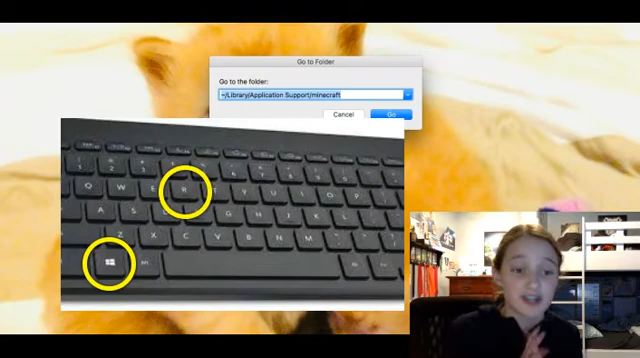 Go to Folder
Go to the folder:
~/Library/Application Support/minecraft
Cancel
Go
Q W E R T Y U I O P
A S G H J K L
Z X C V B N M